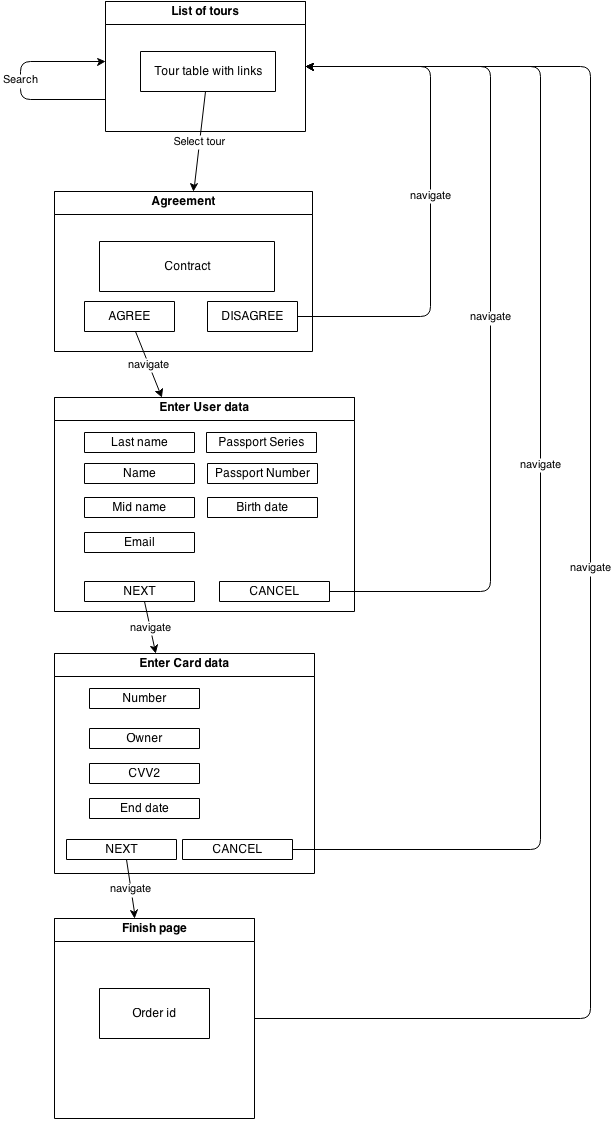 List of tours
Tour table with links
Search
Select tour
Agreement
navigate
Contract
AGREE
DISAGREE
navigate
navigate
Enter User data
Last name
Passport Series
Name
Passport Number
navigate
Mid name
Birth date
Email
navigate
NEXT
CANCEL
navigate
Enter Card data
Number
Owner
CVV2
End date
NEXT
CANCEL
navigate
Finish page
Order id